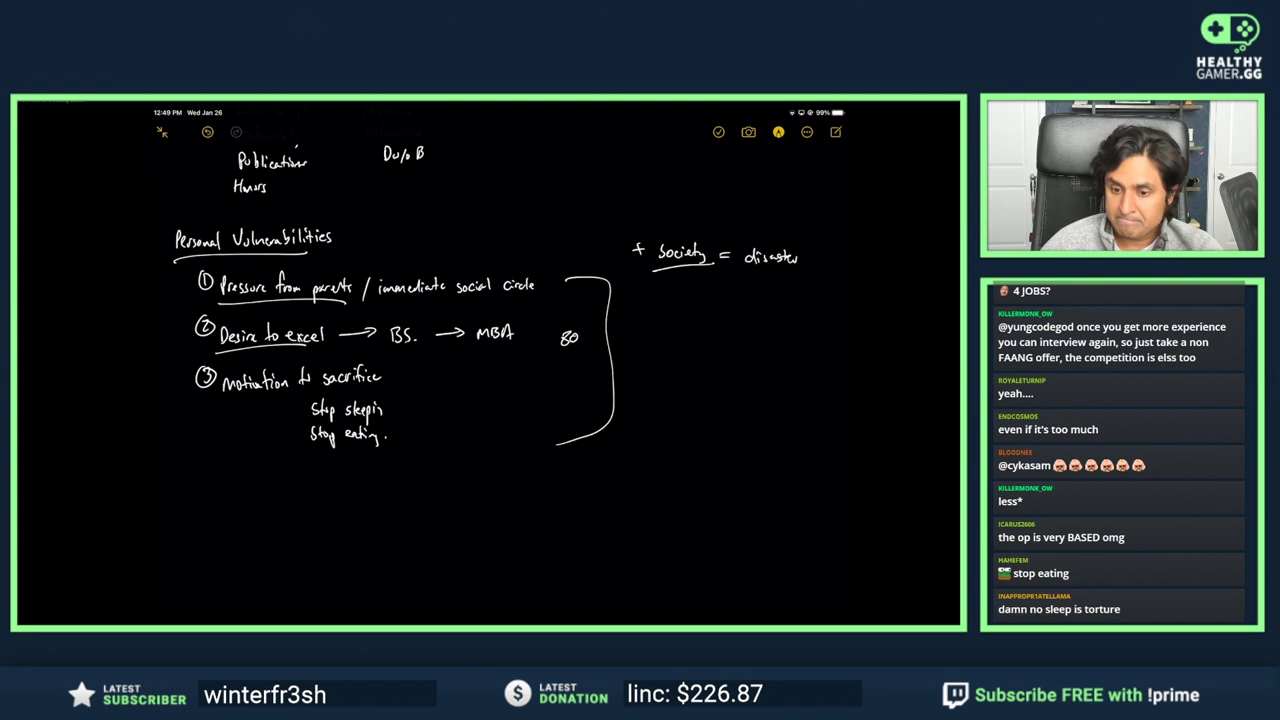 HEALTHY
GAMER.GG
12:49 PM Wed Jan 26
99%
Publications
Do/o B
Honors
Personal Vulnerabilities
+ society = disaster
① Pressure from parents / immediate social circle
② Desire to excel → BS. → MBA 80
③ Motivation to sacrifice
Stop sleepin
Stop eating.
4 JOBS?
KILLERMONK_OW
@yungcodegod once you get more experience
you can interview again, so just take a non
FAANG offer, the competition is elss too
ROYALETURNIP
yeah....
ENDCOSMOS
even if it's too much
BLOODNEE
@cykasam
KILLERMONK_OW
less*
ICARUS2606
the op is very BASED omg
HAHEFEM
stop eating
INAPPROPR1ATELLAMA
damn no sleep is torture
LATEST
SUBSCRIBER
winterfr3sh
LATEST
DONATION
linc: $226.87
Subscribe FREE with !prime